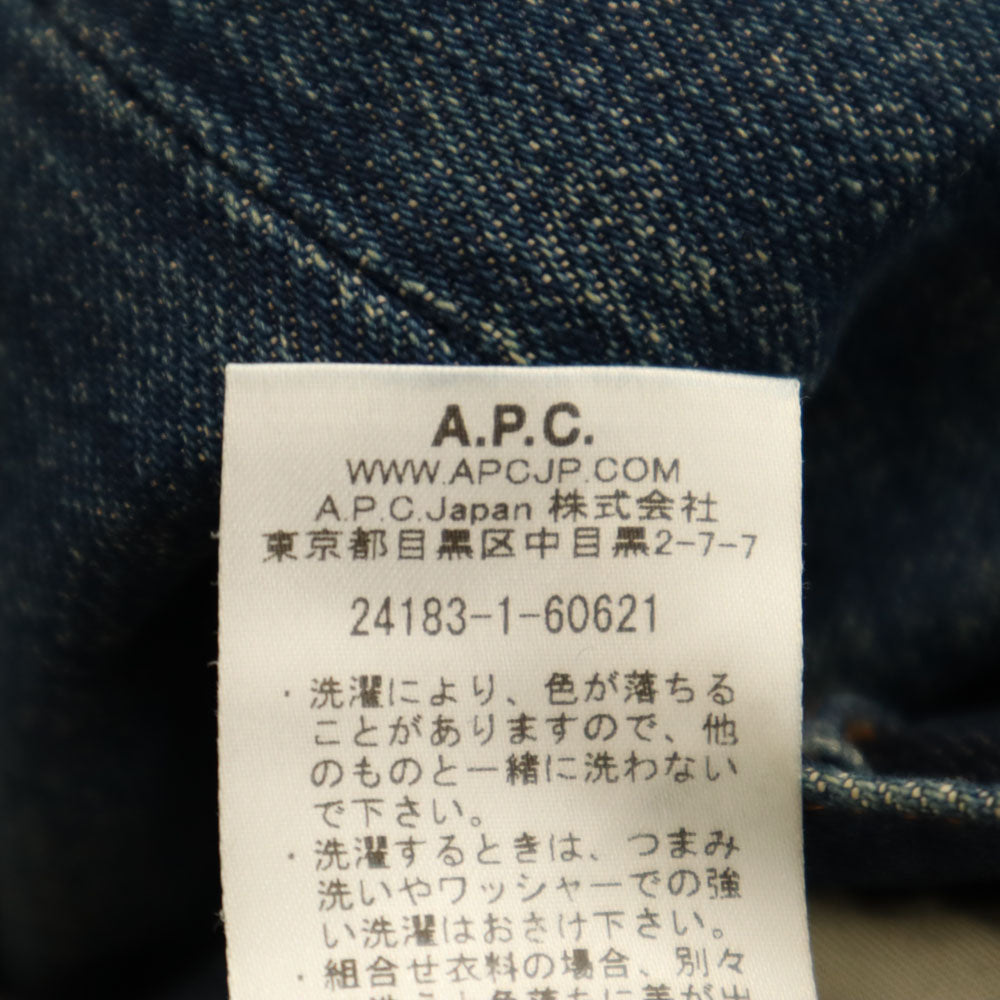 A.P.C.
WWW.APCJP.COM
A.P.C.Japan 株式会社
東京都目黒区中目黒2-7-7
24183-1-60621
・洗濯により、色が落ちる
ことがありますので、他
のものと一緒に洗わない
で下さい。
・洗濯するときは、つまみ
洗いやワッシャーでの強
い洗濯はおさけ下さい。
・組合せ衣料の場合、別々